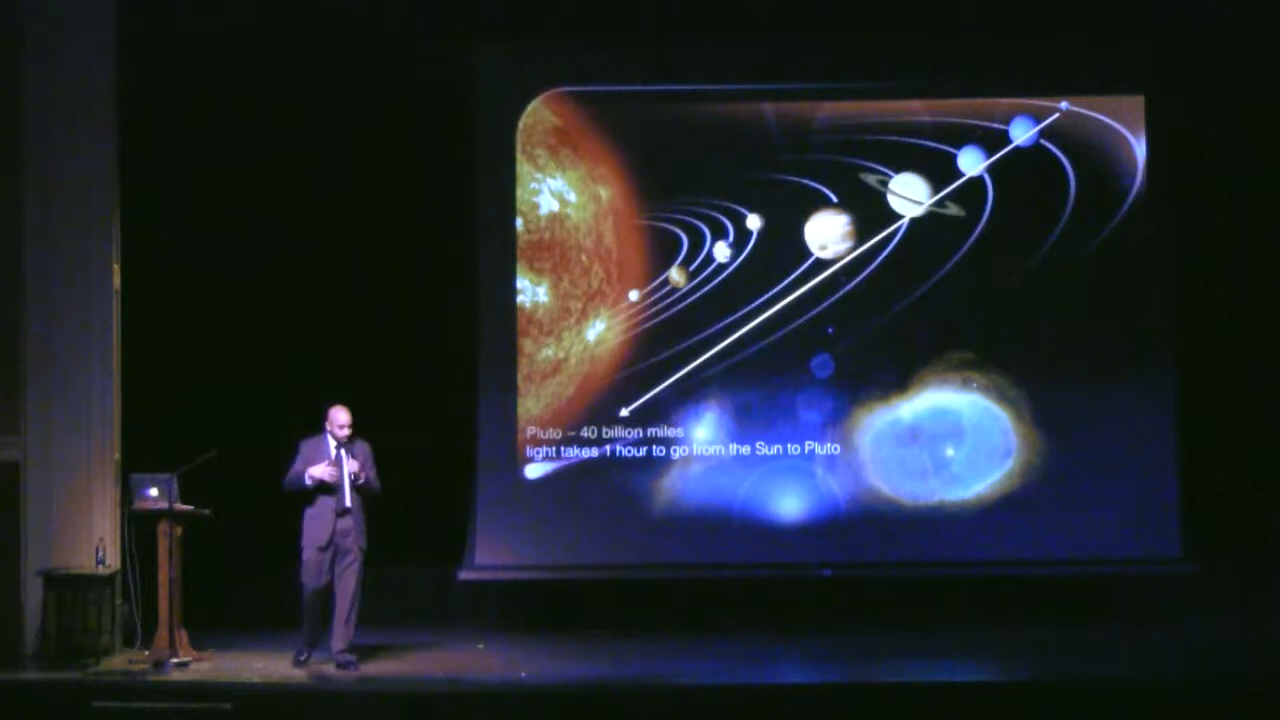 Pluto – 40 billion miles
light takes 1 hour to go from the Sun to Pluto